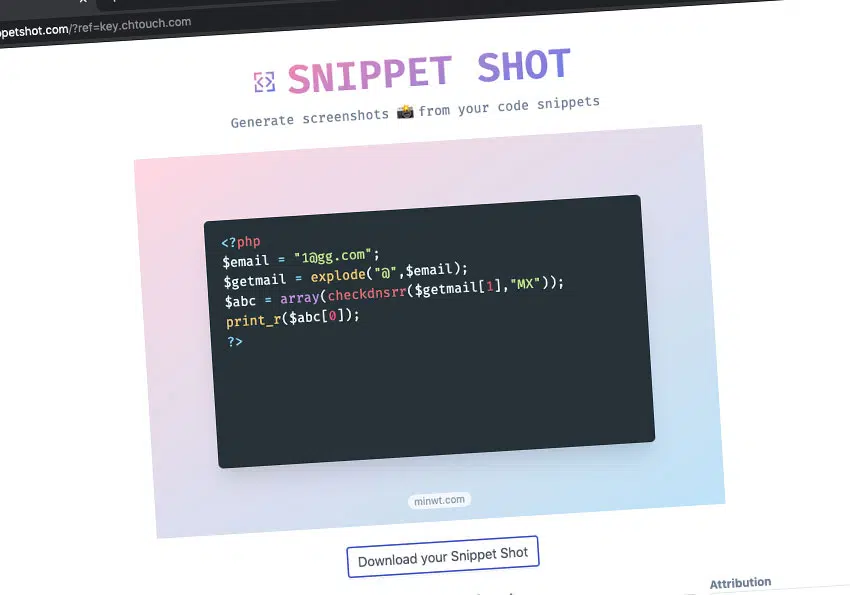 petshot.com/?ref=key.chtouch.com
SNIPPET SHOT
Generate screenshots 📸 from your code snippets
<?php
$email = "1@gg.com";
$getmail = explode("@",$email);
$abc = array(checkdnsrr($getmail[1],"MX"));
print_r($abc[0]);
?>
minwt.com
Download your Snippet Shot
Attribution